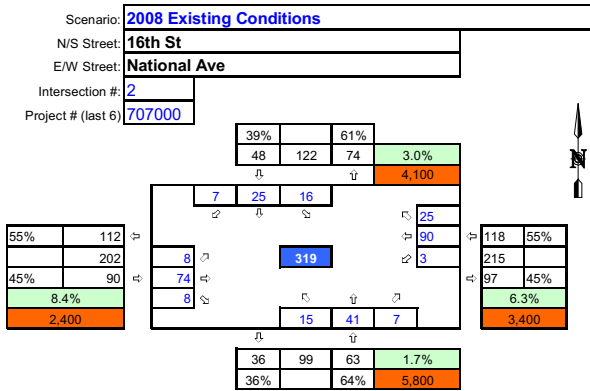 Scenario: 2008 Existing Conditions
N/S Street: 16th St
E/W Street: National Ave
Intersection #: 2
Project # (last 6) 707000
39% 61%
48 122 74 3.0%
⇩ ⇧ 4,100
N
7 25 16
⬃ ⇩ ⬂
⬁ 25
55% 112 ⇦ ⇦ 90 ⇦ 118 55%
202 8 ⬀ 319 ⬃ 3 215
45% 90 ⇨ 74 ⇨ ⇨ 97 45%
8.4% 8 ⬂ ⬁ ⇧ ⬀ 6.3%
2,400 15 41 7 3,400
⇩ ⇧
36 99 63 1.7%
36% 64% 5,800